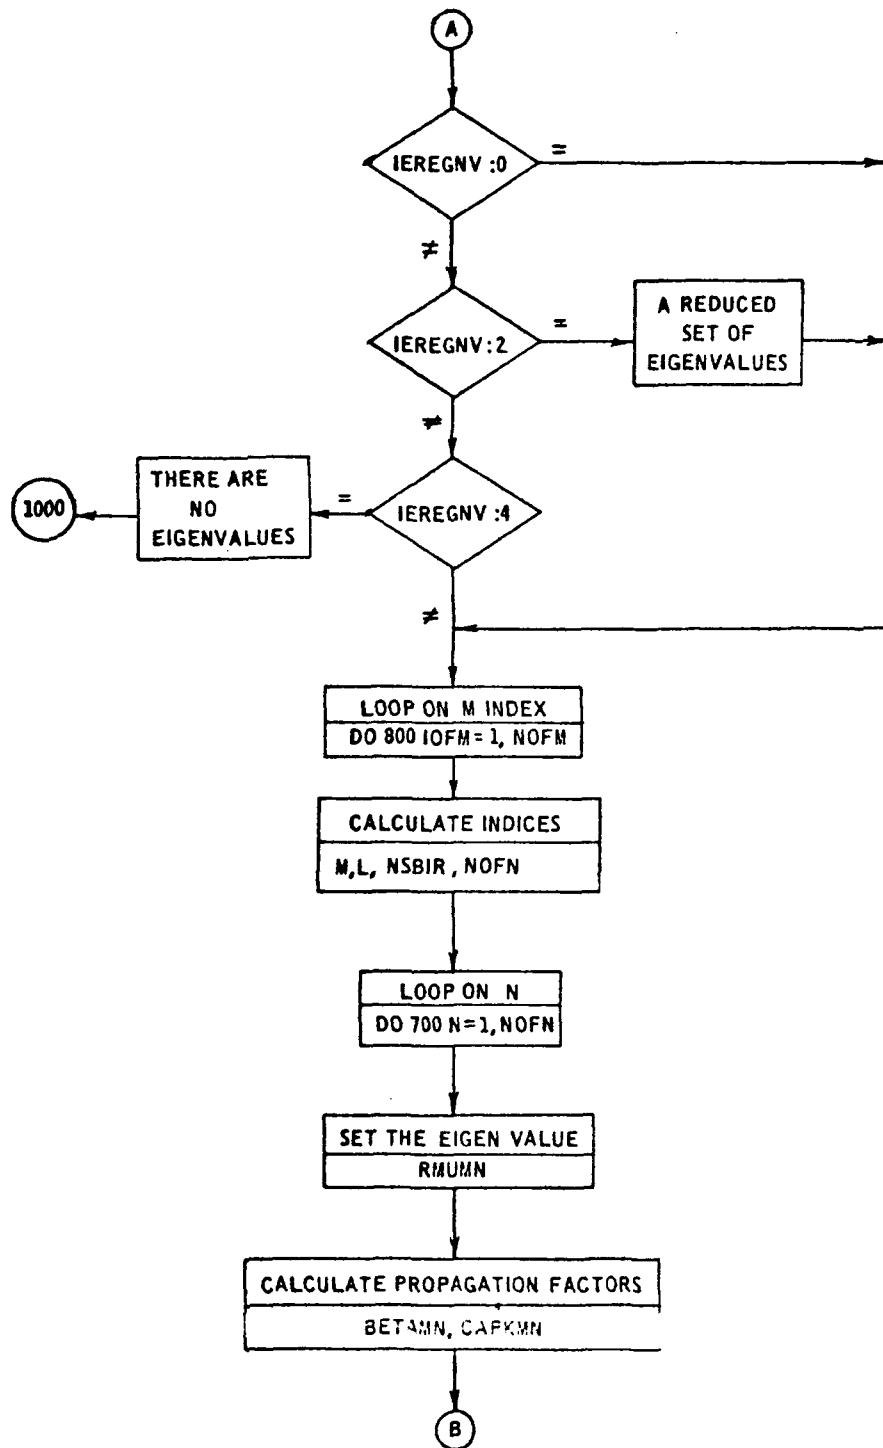 A
IEREGNV :0
=
≠
IEREGNV : 2
=
A REDUCED
SET OF
EIGENVALUES
≠
THERE ARE
NO
EIGENVALUES
1000
=
IEREGNV :4
≠
LOOP ON M INDEX
DO 800 IOFM = 1, NOFM
CALCULATE INDICES
M,L, NSBIR , NOFN
LOOP ON N
DO 700 N = 1, NOFN
SET THE EIGEN VALUE
RMUMN
CALCULATE PROPAGATION FACTORS
BETAMN, CAPKMN
B